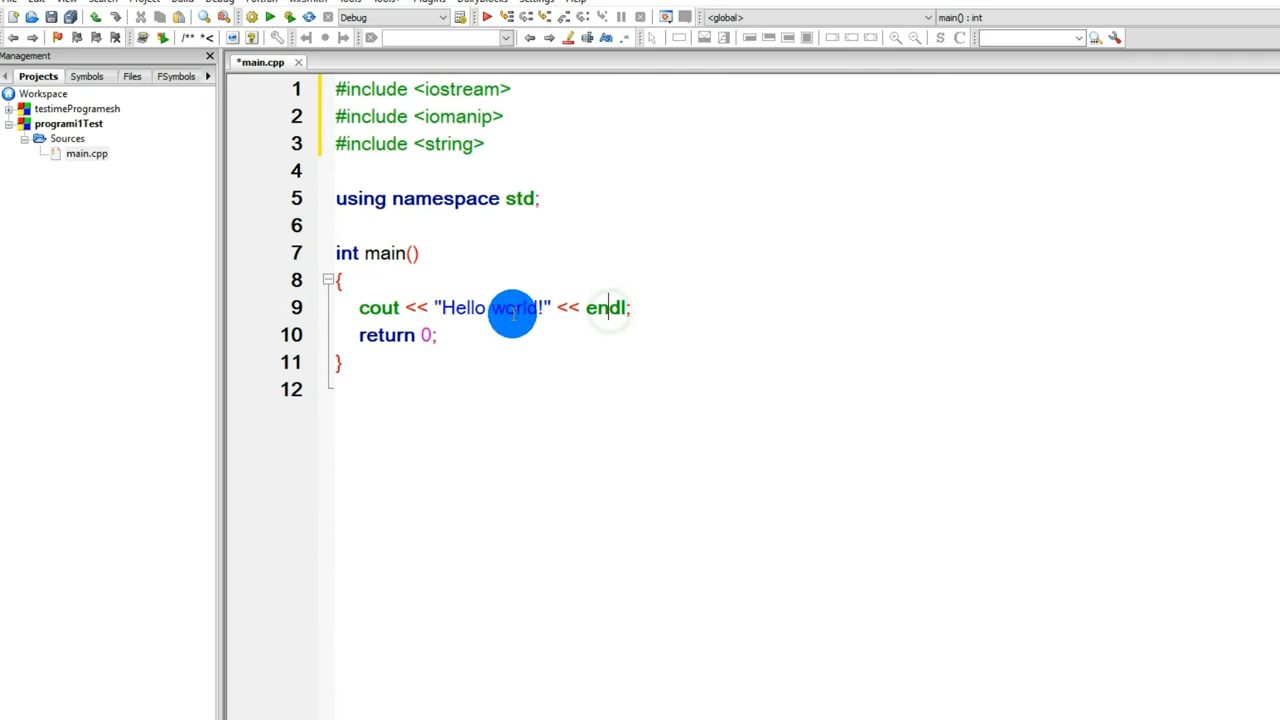 Debug
<global>
main() : int
/** *<
Aa .*
S C
Management
Projects Symbols Files FSymbols
*main.cpp
Workspace
testimeProgramesh
programi1Test
Sources
main.cpp
1 #include <iostream>
2 #include <iomanip>
3 #include <string>
4
5 using namespace std;
6
7 int main()
8 {
9 cout << "Hello world!" << endl;
10 return 0;
11 }
12